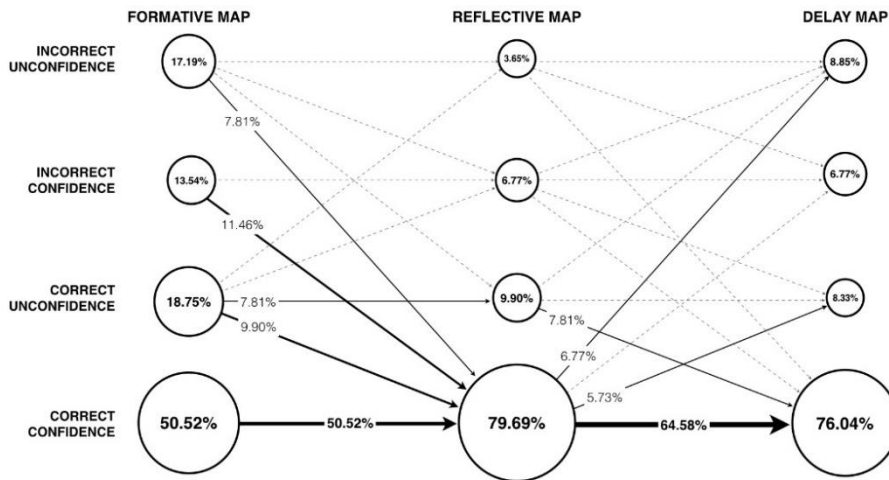 FORMATIVE MAP
REFLECTIVE MAP
DELAY MAP
INCORRECT
UNCONFIDENCE
17.19%
3.65%
8.85%
7.81%
INCORRECT
CONFIDENCE
13.54%
6.77%
6.77%
11.46%
CORRECT
UNCONFIDENCE
18.75%
7.81%
9.90%
9.90%
8.33%
7.81%
6.77%
5.73%
CORRECT
CONFIDENCE
50.52%
50.52%
79.69%
64.58%
76.04%